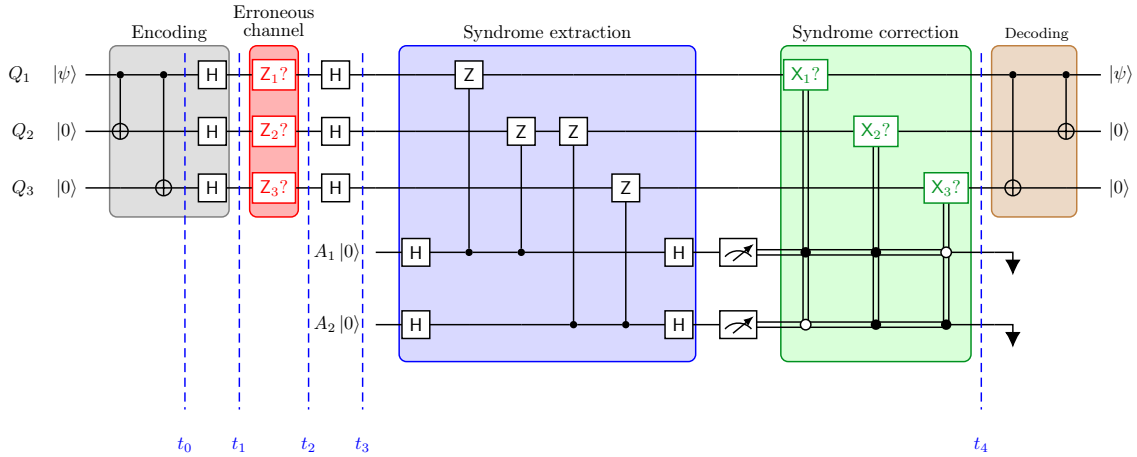 Encoding
Erroneous
channel
Syndrome extraction
Syndrome correction
Decoding
Q₁ |ψ⟩ H Z₁? H Z X₁? |ψ⟩
Q₂ |0⟩ H Z₂? H Z Z X₂? |0⟩
Q₃ |0⟩ H Z₃? H Z X₃? |0⟩
A₁ |0⟩ H H
A₂ |0⟩ H H
t₀ t₁ t₂ t₃ t₄